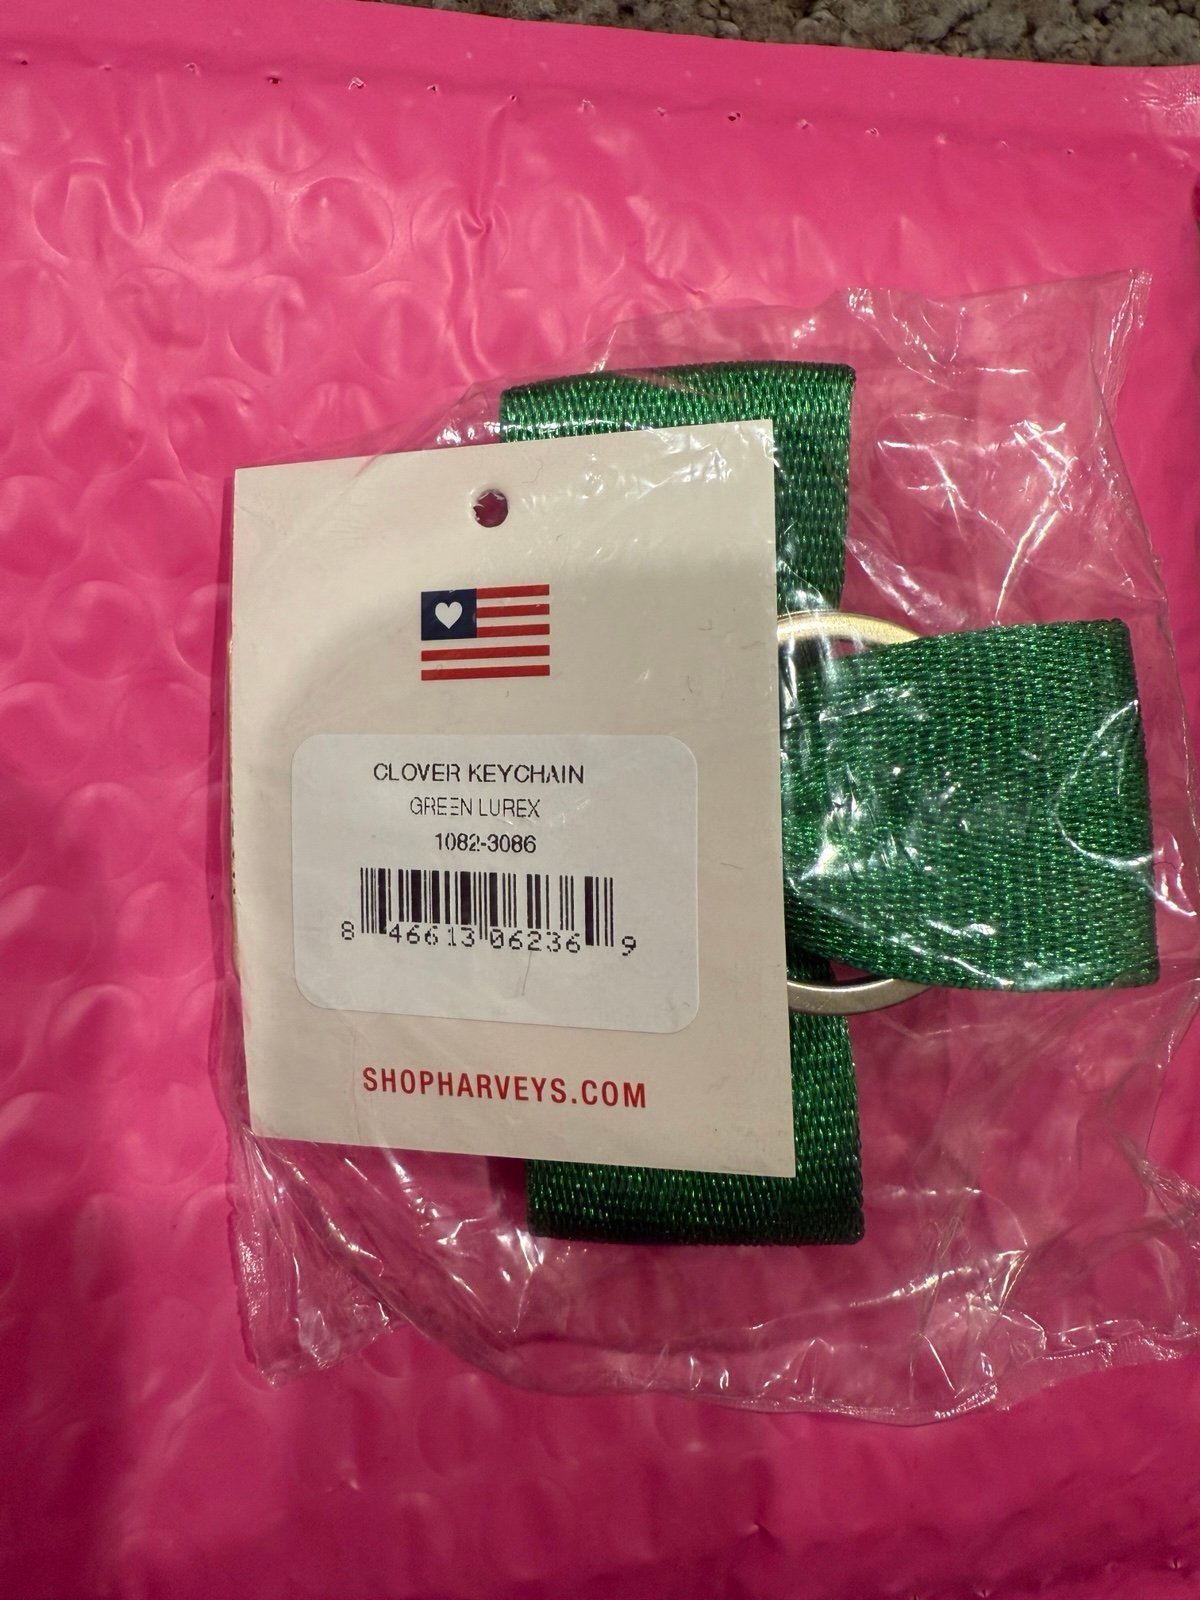 CLOVER KEYCHAIN
GREEN LUREX
1082-3086
8 46613 06236 9
SHOPHARVEYS.COM